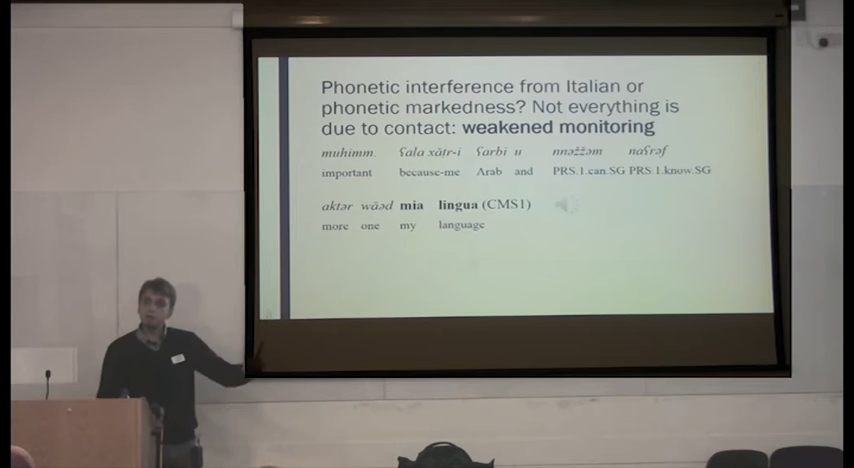 Phonetic interference from Italian or
phonetic markedness? Not everything is
due to contact: weakened monitoring
muhimm. ʕala xāṭr-i ʕarbi u nnəžžəm naʕrəf
important because-me Arab and PRS.1.can.SG PRS.1.know.SG
aktər wāəd mia lingua (CMS1)
more one my language